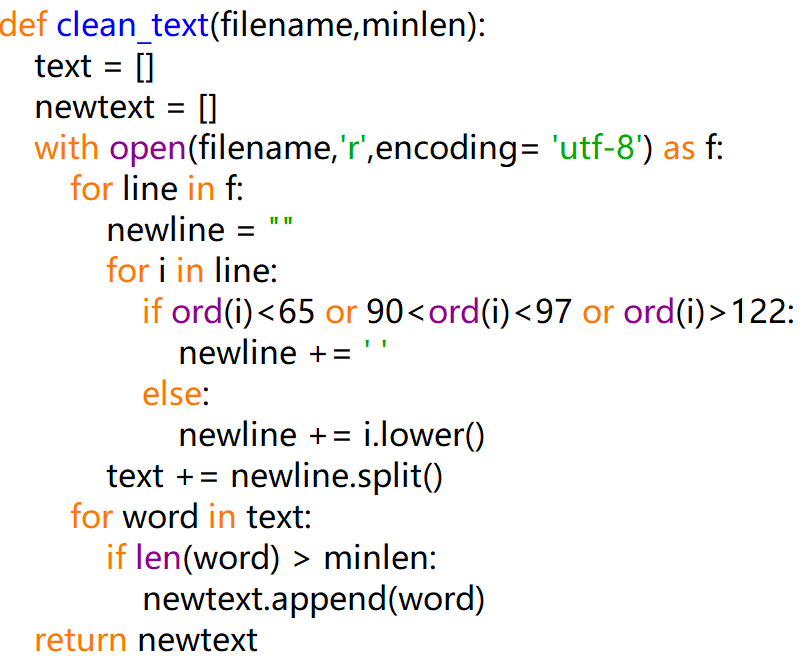 def clean_text(filename,minlen):
    text = []
    newtext = []
    with open(filename,'r',encoding= 'utf-8') as f:
        for line in f:
            newline = ""
            for i in line:
                if ord(i)<65 or 90<ord(i)<97 or ord(i)>122:
                    newline += ' '
                else:
                    newline += i.lower()
            text += newline.split()
        for word in text:
            if len(word) > minlen:
                newtext.append(word)
    return newtext